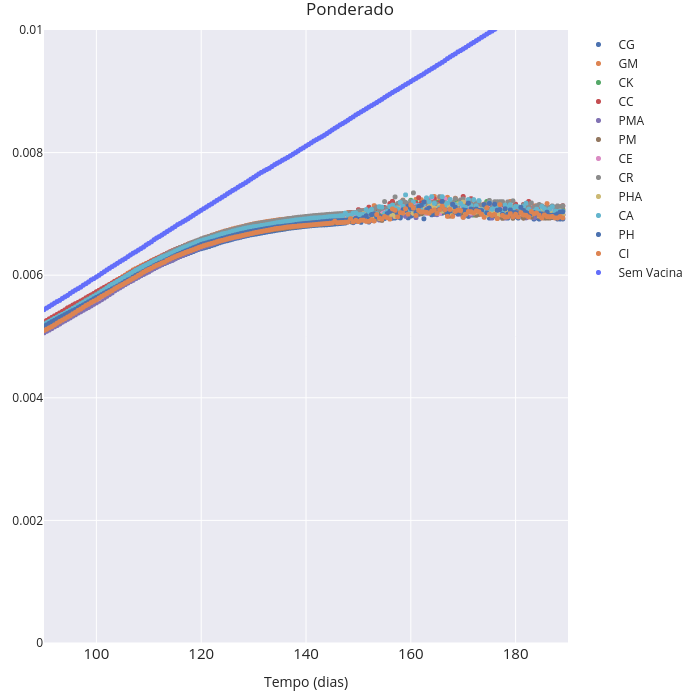 Ponderado
0.01
0.008
0.006
0.004
0.002
0
100 120 140 160 180
Tempo (dias)
CG
GM
CK
CC
PMA
PM
CE
CR
PHA
CA
PH
CI
Sem Vacina